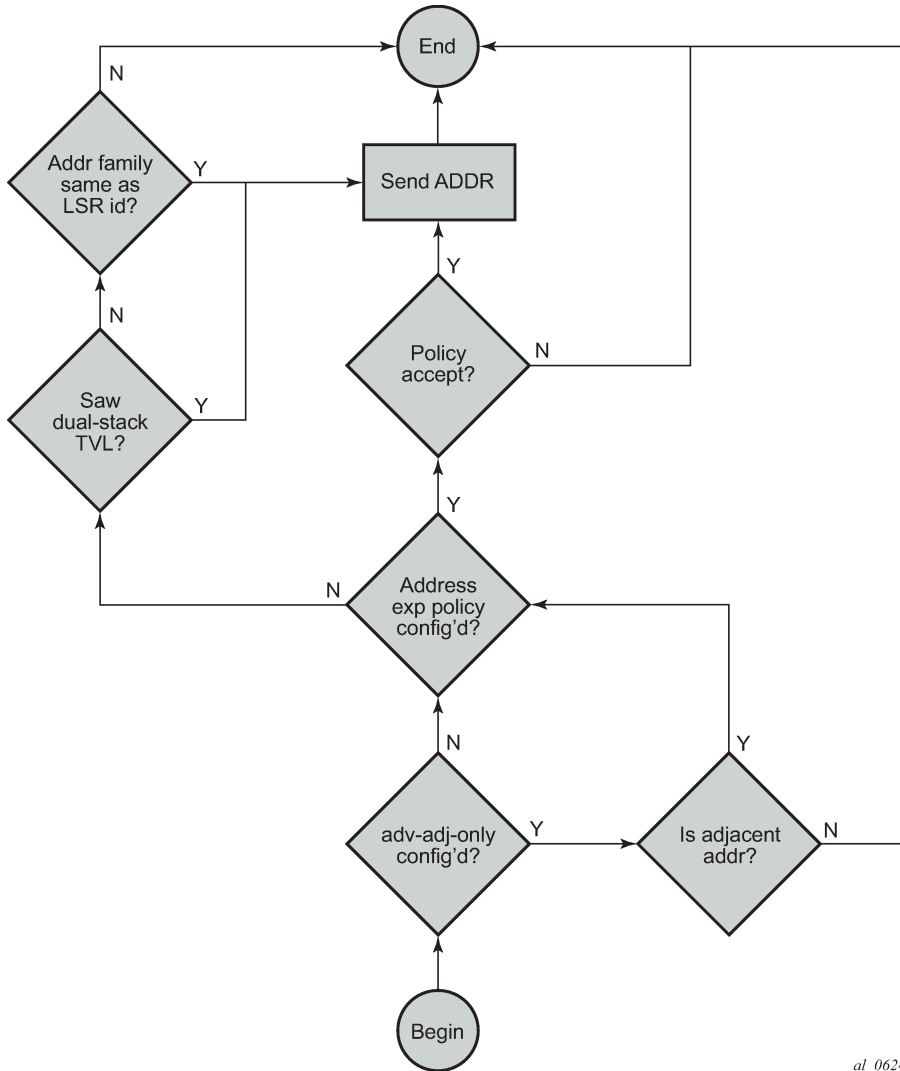 End
N
Addr family
same as
LSR id?
Y
Send ADDR
Y
N
Policy
accept?
N
Saw
dual-stack
TVL?
Y
Y
N
Address
exp policy
config’d?
N
Y
adv-adj-only
config’d?
Y
Is adjacent
addr?
N
Begin
al_0624